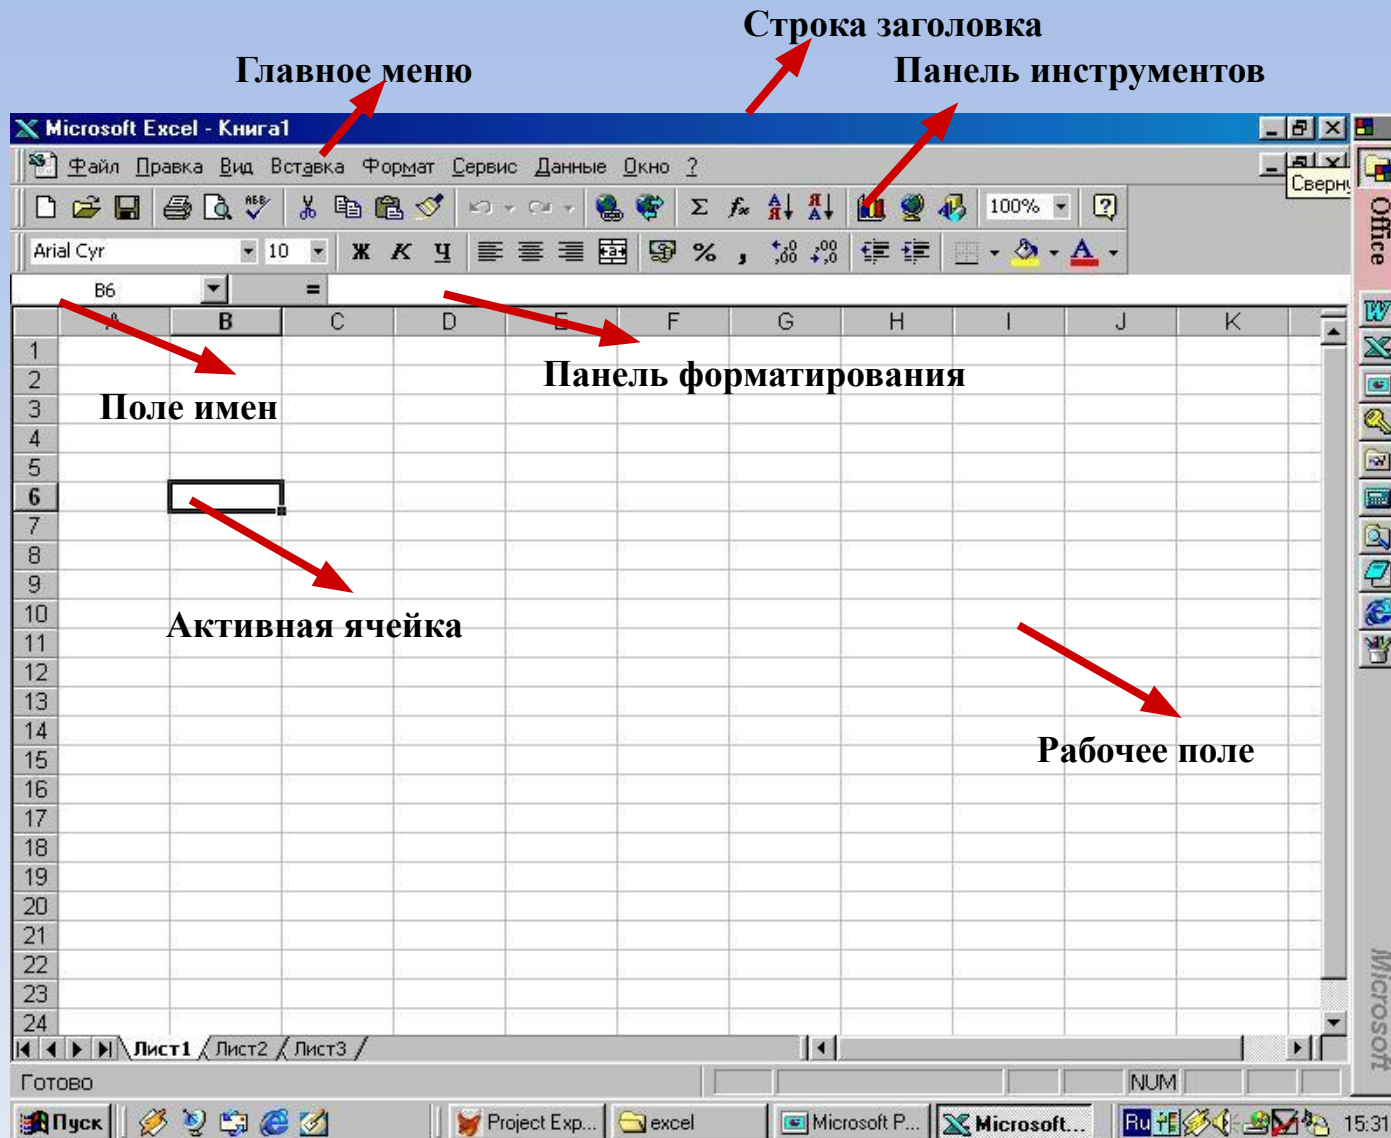 Строка заголовка
Главное меню
Панель инструментов
Microsoft Excel - Книга1
Файл Правка Вид Вставка Формат Сервис Данные Окно ?
Сверну
100%
Arial Cyr 10 Ж К Ч %
B6 =
A B C D E F G H I J K
1
2
Панель форматирования
3
Поле имен
4
5
6
7
8
9
10
Активная ячейка
11
12
13
14
15
Рабочее поле
16
17
18
19
20
21
22
23
24
Лист1 Лист2 Лист3
Готово NUM
Пуск Project Exp... excel Microsoft P... Microsoft... Ru 15:31
Office
Microsoft